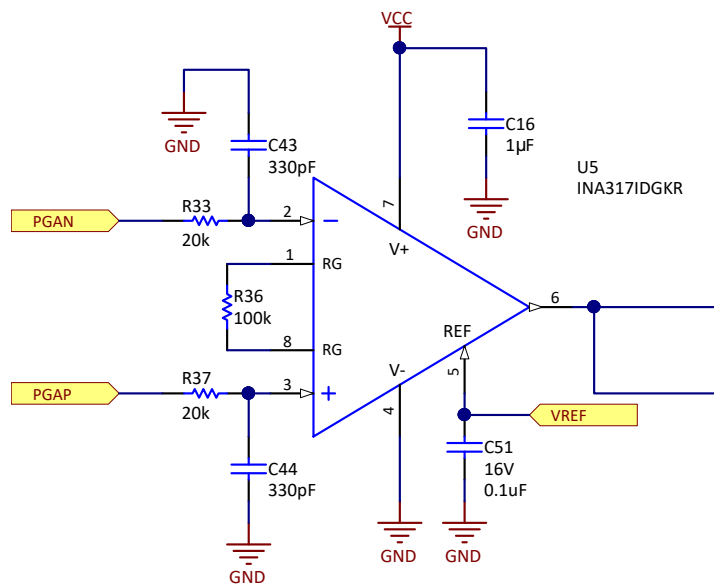 VCC
C43
330pF
GND
C16
1µF
GND
U5
INA317IDGKR
PGAN
R33
20k
2
7
V+
1
RG
R36
100k
8
RG
6
REF
PGAP
R37
20k
3
V-
4
5
VREF
C44
330pF
C51
16V
0.1uF
GND
GND
GND